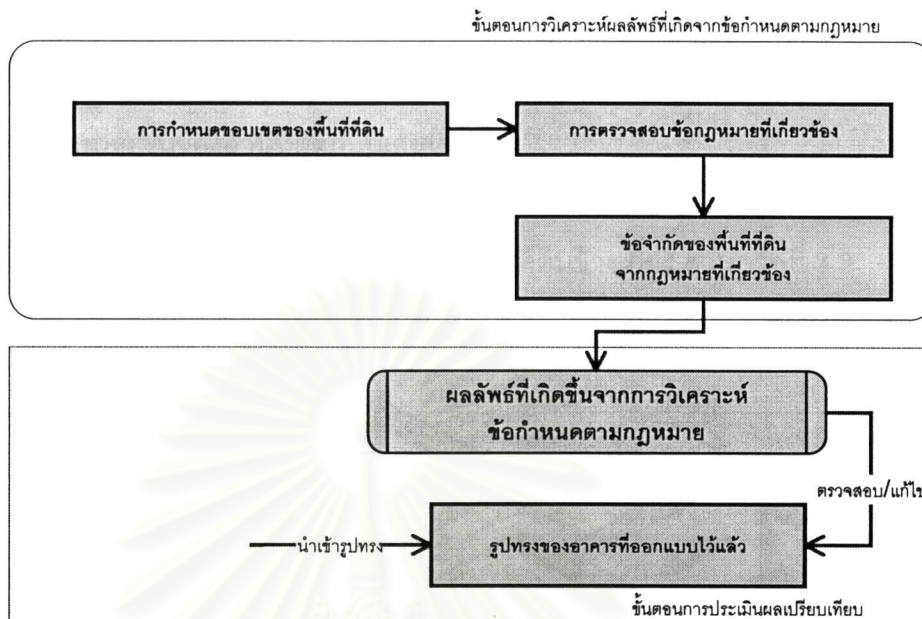 ขั้นตอนการวิเคราะห์ผลลัพธ์ที่เกิดจากข้อกำหนดตามกฎหมาย
การกำหนดขอบเขตของพื้นที่ที่ดิน
การตรวจสอบข้อกฎหมายที่เกี่ยวข้อง
ข้อจำกัดของพื้นที่ที่ดิน
จากกฎหมายที่เกี่ยวข้อง
ผลลัพธ์ที่เกิดขึ้นจากการวิเคราะห์
ข้อกำหนดตามกฎหมาย
ตรวจสอบ/แก้ไข
นำเข้ารูปทรง
รูปทรงของอาคารที่ออกแบบไว้แล้ว
ขั้นตอนการประเมินผลเปรียบเทียบ